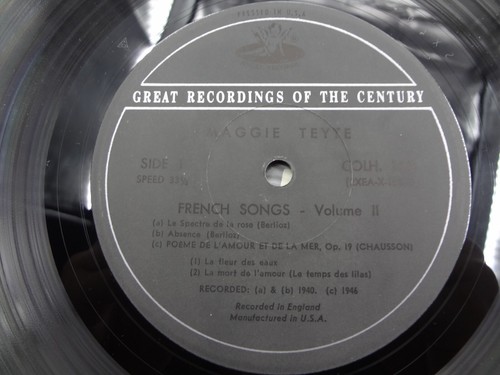 PRESSED IN U.S.A.
GREAT RECORDINGS OF THE CENTURY
MAGGIE TEYTE
SIDE
COLH.
SPEED 33⅓
FRENCH SONGS - Volume II
(a) Le Spectre de la rose (Berlioz)
(b) Absence (Berlioz)
(c) POEME DE L'AMOUR ET DE LA MER, Op. 19 (CHAUSSON)
(1) La fleur des eaux
(2) La mort de l'amour (Le temps des lilas)
RECORDED: (a) & (b) 1940. (c) 1946
Recorded in England
Manufactured in U.S.A.